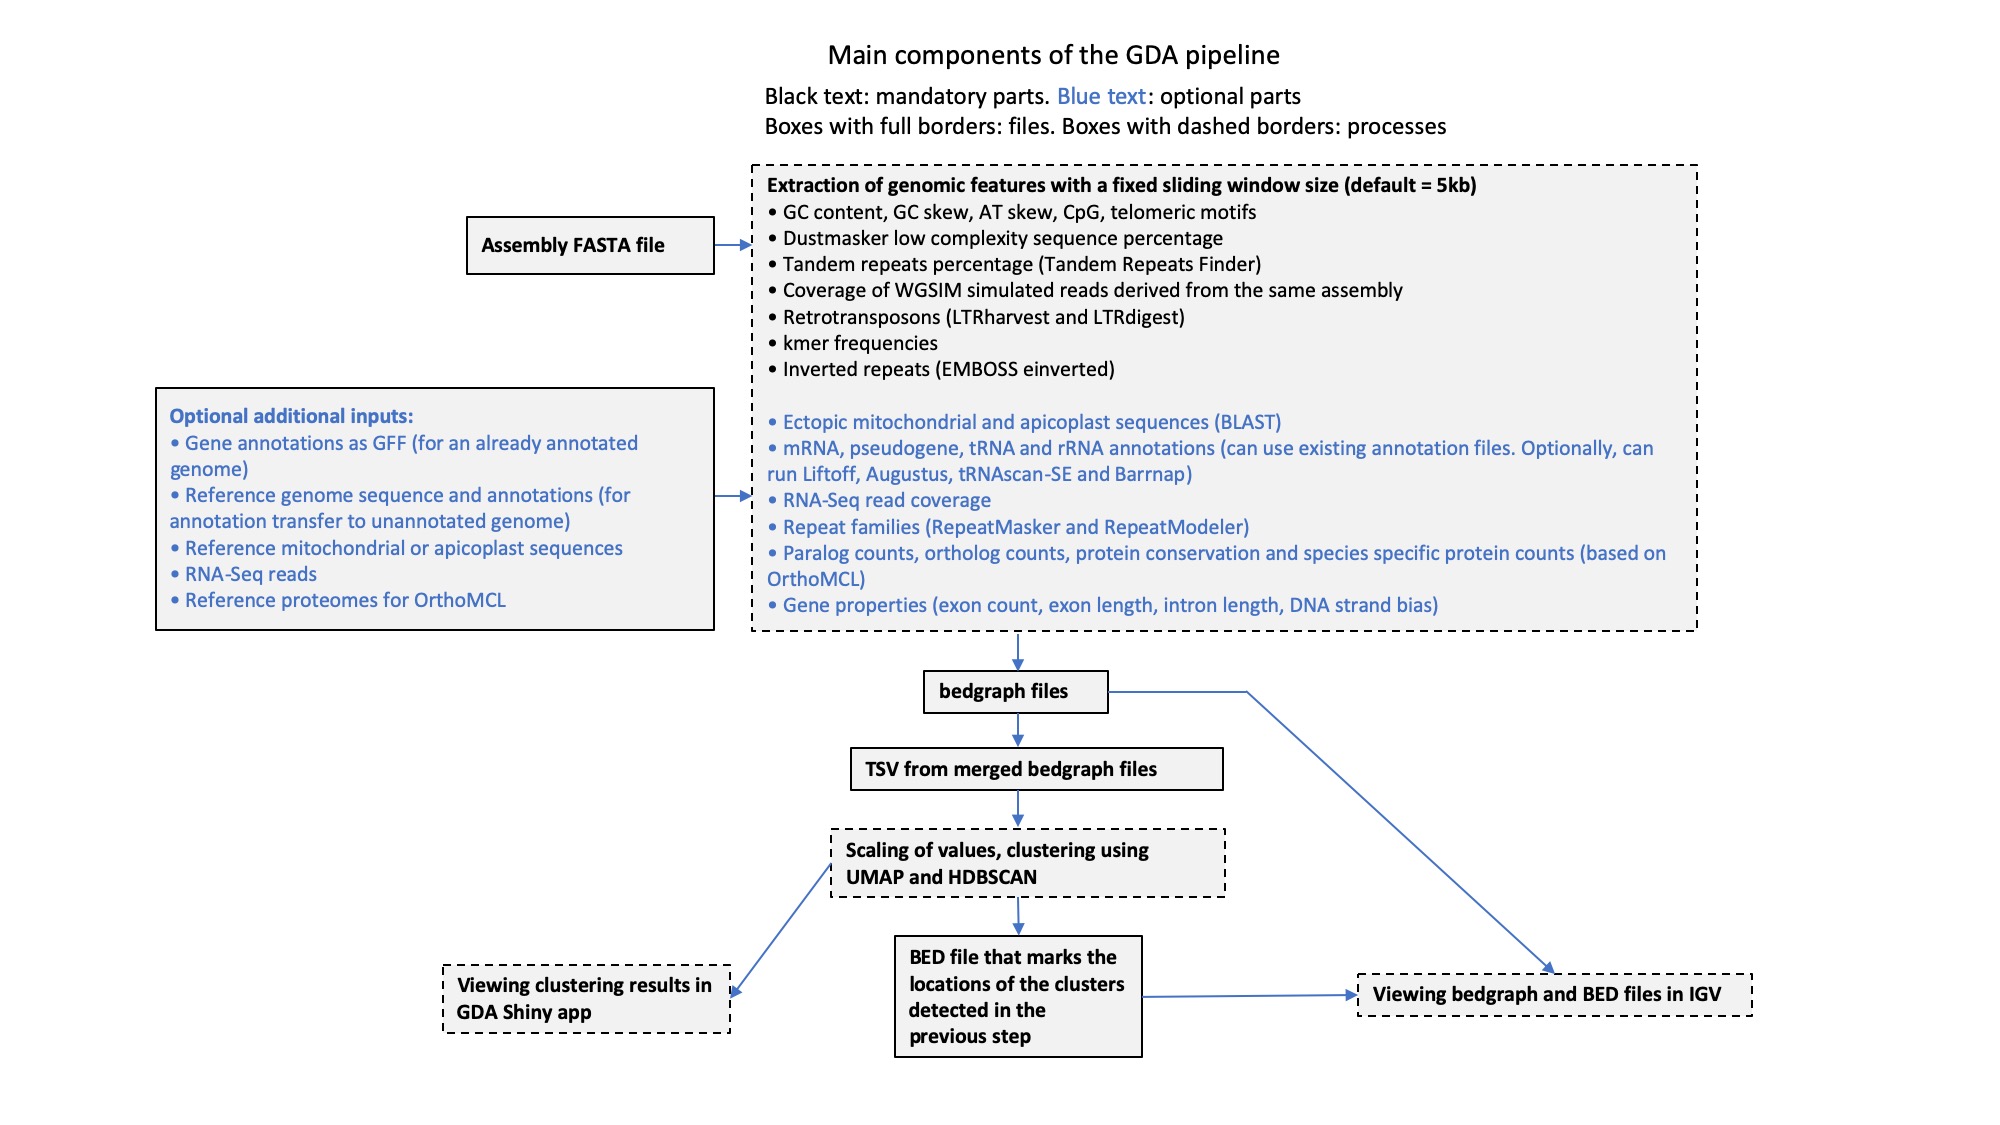 Main components of the GDA pipeline
Black text: mandatory parts. Blue text: optional parts
Boxes with full borders: files. Boxes with dashed borders: processes
Assembly FASTA file
Extraction of genomic features with a fixed sliding window size (default = 5kb)
• GC content, GC skew, AT skew, CpG, telomeric motifs
• Dustmasker low complexity sequence percentage
• Tandem repeats percentage (Tandem Repeats Finder)
• Coverage of WGSIM simulated reads derived from the same assembly
• Retrotransposons (LTRharvest and LTRdigest)
• kmer frequencies
• Inverted repeats (EMBOSS einverted)
• Ectopic mitochondrial and apicoplast sequences (BLAST)
• mRNA, pseudogene, tRNA and rRNA annotations (can use existing annotation files. Optionally, can
run Liftoff, Augustus, tRNAscan-SE and Barrnap)
• RNA-Seq read coverage
• Repeat families (RepeatMasker and RepeatModeler)
• Paralog counts, ortholog counts, protein conservation and species specific protein counts (based on
OrthoMCL)
• Gene properties (exon count, exon length, intron length, DNA strand bias)
Optional additional inputs:
• Gene annotations as GFF (for an already annotated
genome)
• Reference genome sequence and annotations (for
annotation transfer to unannotated genome)
• Reference mitochondrial or apicoplast sequences
• RNA-Seq reads
• Reference proteomes for OrthoMCL
bedgraph files
TSV from merged bedgraph files
Scaling of values, clustering using
UMAP and HDBSCAN
Viewing clustering results in
GDA Shiny app
BED file that marks the
locations of the clusters
detected in the
previous step
Viewing bedgraph and BED files in IGV